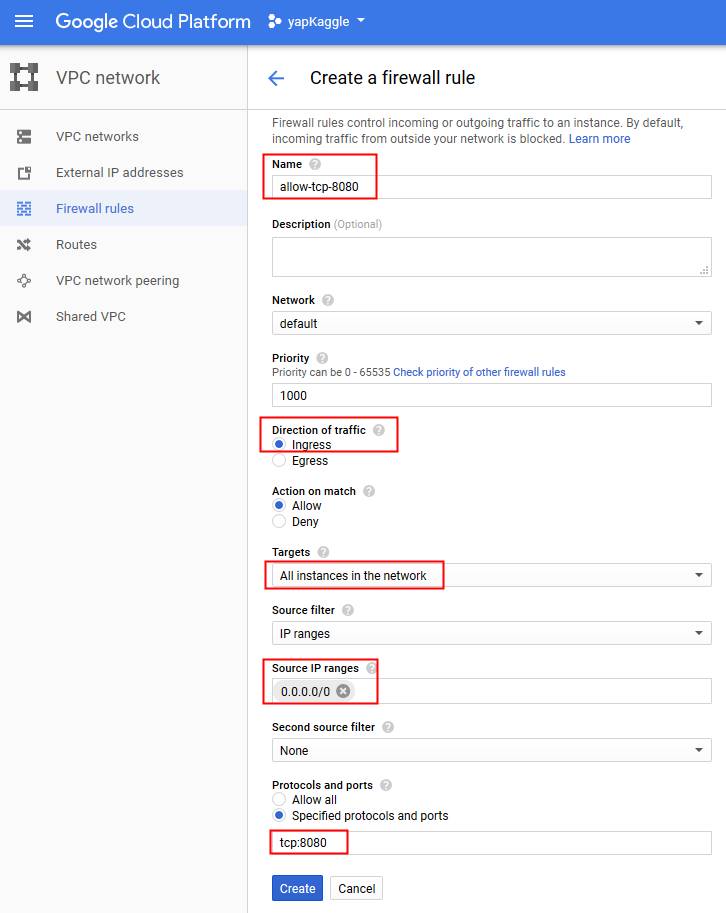 Google Cloud Platform
yapKaggle
VPC network
VPC networks
External IP addresses
Firewall rules
Routes
VPC network peering
Shared VPC
Create a firewall rule
Firewall rules control incoming or outgoing traffic to an instance. By default,
incoming traffic from outside your network is blocked. Learn more
Name ?
allow-tcp-8080
Description (Optional)
Network ?
default
Priority ?
Priority can be 0 - 65535 Check priority of other firewall rules
1000
Direction of traffic ?
Ingress
Egress
Action on match ?
Allow
Deny
Targets ?
All instances in the network
Source filter ?
IP ranges
Source IP ranges ?
0.0.0.0/0
Second source filter ?
None
Protocols and ports ?
Allow all
Specified protocols and ports
tcp:8080
Create Cancel